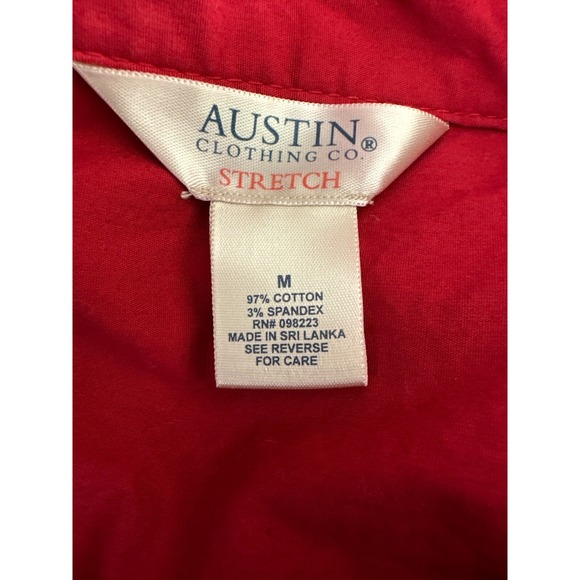 AUSTIN®
CLOTHING CO.
STRETCH
M
97% COTTON
3% SPANDEX
RN# 098223
MADE IN SRI LANKA
SEE REVERSE
FOR CARE